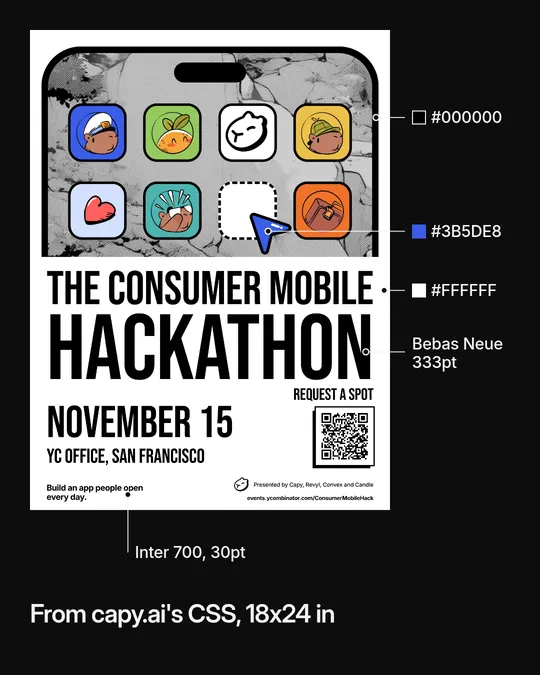 #000000
#3B5DE8
THE CONSUMER MOBILE
#FFFFFF
HACKATHON
Bebas Neue
333pt
REQUEST A SPOT
NOVEMBER 15
YC OFFICE, SAN FRANCISCO
Build an app people open
every day.
Presented by Capy, Revyl, Convex and Candle
events.ycombinator.com/ConsumerMobileHack
Inter 700, 30pt
From capy.ai's CSS, 18x24 in